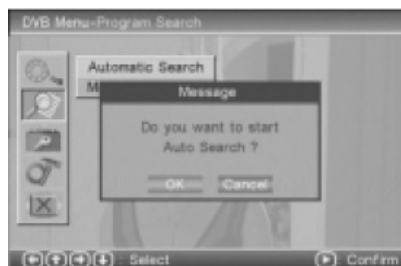 DVB Menu-Program Search
Automatic Search
M
Message
Do you want to start
Auto Search ?
OK
Cancel
: Select
: Confirm